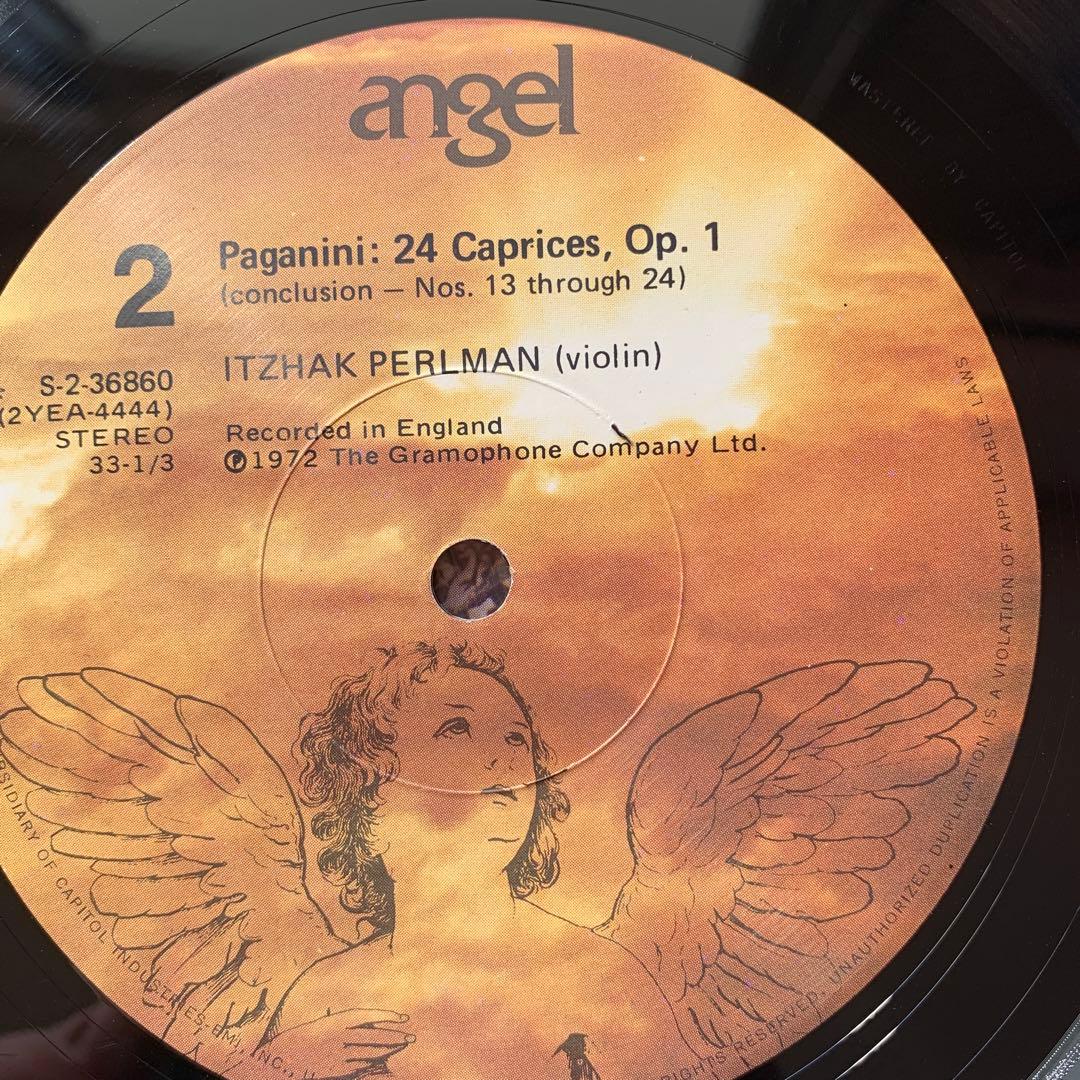 angel
2
Paganini: 24 Caprices, Op. 1
(conclusion — Nos. 13 through 24)
ITZHAK PERLMAN (violin)
S-2-36860
(2YEA-4444)
STEREO
33-1/3
Recorded in England
℗1972 The Gramophone Company Ltd.
MASTERED BY CAPITOL
OF CAPITOL INDUSTRIES-EMI, INC.,
RIGHTS RESERVED. UNAUTHORIZED DUPLICATION IS A VIOLATION OF APPLICABLE LAWS